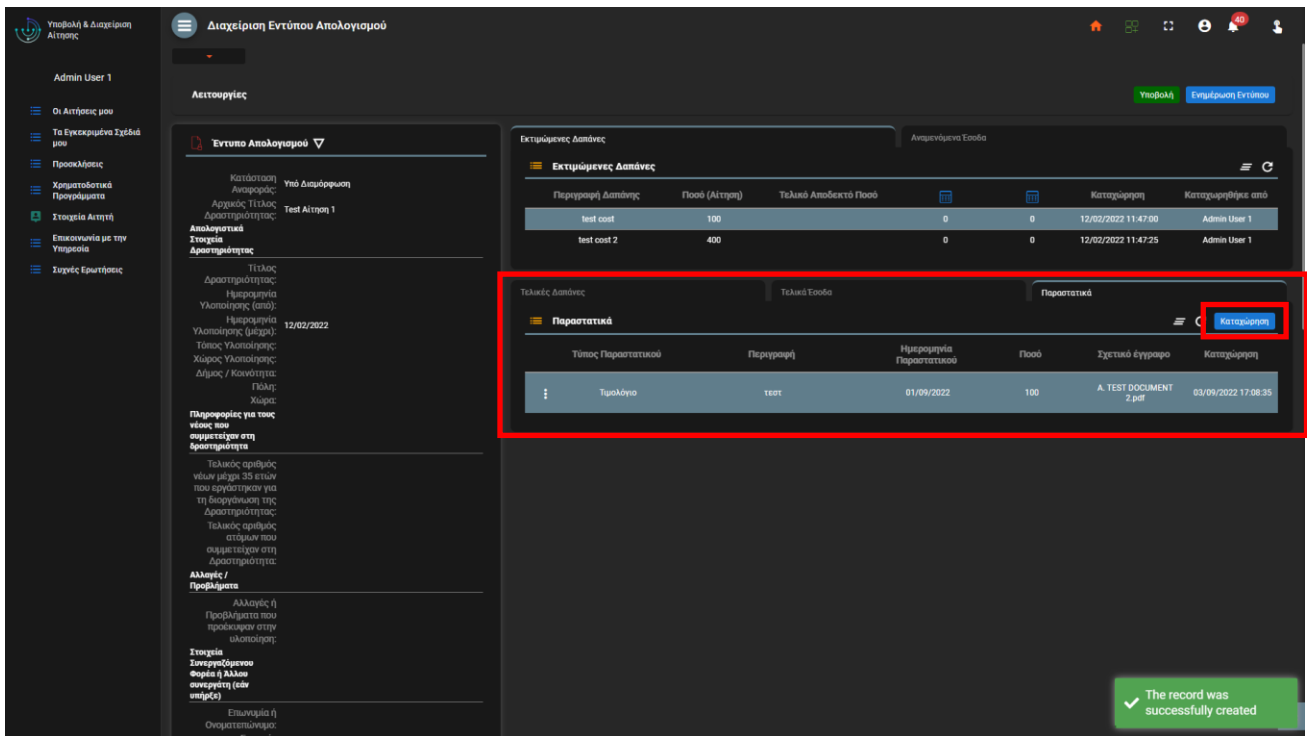 Υποβολή & Διαχείριση
Αίτησης
Διαχείριση Εντύπου Απολογισμού
40
Admin User 1
Οι Αιτήσεις μου
Τα Εγκεκριμένα Σχέδιά
μου
Προσκλήσεις
Χρηματοδοτικά
Προγράμματα
Στοιχεία Αιτητή
Επικοινωνία με την
Υπηρεσία
Συχνές Ερωτήσεις
Λειτουργίες
Υποβολή
Ενημέρωση Εντύπου
Έντυπο Απολογισμού
Κατάσταση
Αναφοράς:
Υπό Διαμόρφωση
Αρχικός Τίτλος
Δραστηριότητας:
Test Αίτηση 1
Απολογιστικά
Στοιχεία
Δραστηριότητας
Τίτλος
Δραστηριότητας:
Ημερομηνία
Υλοποίησης (από):
Ημερομηνία
Υλοποίησης (μέχρι):
12/02/2022
Τόπος Υλοποίησης:
Χώρος Υλοποίησης:
Δήμος / Κοινότητα:
Πόλη:
Χώρα:
Πληροφορίες για τους
νέους που
συμμετείχαν στη
δραστηριότητα
Τελικός αριθμός
νέων μέχρι 35 ετών
που εργάστηκαν για
τη διοργάνωση της
Δραστηριότητας:
Τελικός αριθμός
ατόμων που
συμμετείχαν στη
Δραστηριότητα:
Αλλαγές /
Προβλήματα
Αλλαγές ή
Προβλήματα που
προέκυψαν στην
υλοποίηση:
Στοιχεία
Συνεργαζόμενου
Φορέα ή Άλλου
συνεργάτη (εάν
υπήρξε)
Επωνυμία ή
Ονοματεπώνυμο:
Εκτιμώμενες Δαπάνες
Αναμενόμενα Έσοδα
Εκτιμώμενες Δαπάνες
Περιγραφή Δαπάνης Ποσό (Αίτηση) Τελικό Αποδεκτό Ποσό Καταχώρηση Καταχωρηθηκε από
test cost 100 0 0 12/02/2022 11:47:00 Admin User 1
test cost 2 400 0 0 12/02/2022 11:47:25 Admin User 1
Τελικές Δαπάνες
Τελικά Έσοδα
Παραστατικά
Παραστατικά
Καταχώρηση
Τύπος Παραστατικού Περιγραφή Ημερομηνία
Παραστατικού Ποσό Σχετικό έγγραφο Καταχώρηση
Τιμολόγιο τεστ 01/09/2022 100 A. TEST DOCUMENT
2.pdf 03/09/2022 17:08:35
The record was
successfully created